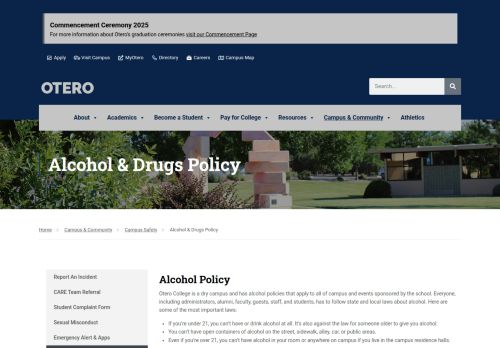 Commencement Ceremony 2025
For more information about Otero's graduation ceremonies visit our Commencement Page
Apply Visit Campus MyOtero Directory Careers Campus Map
OTERO
Search...
About Academics Become a Student Pay for College Resources Campus & Community Athletics
Alcohol & Drugs Policy
Home Campus & Community Campus Safety Alcohol & Drugs Policy
Report An Incident
CARE Team Referral
Student Complaint Form
Sexual Misconduct
Emergency Alert & Apps
Alcohol Policy
Otero College is a dry campus and has alcohol policies that apply to all of campus and events sponsored by the school. Everyone,
including administrators, alumni, faculty, guests, staff, and students, has to follow state and local laws about alcohol. Here are
some of the most important laws:
If you're under 21, you can't have or drink alcohol at all. It's also against the law for someone older to give you alcohol.
You can't have open containers of alcohol on the street, sidewalk, alley, car, or public areas.
Even if you're over 21, you can't have alcohol in your room or anywhere on campus if you live in the campus residence halls.